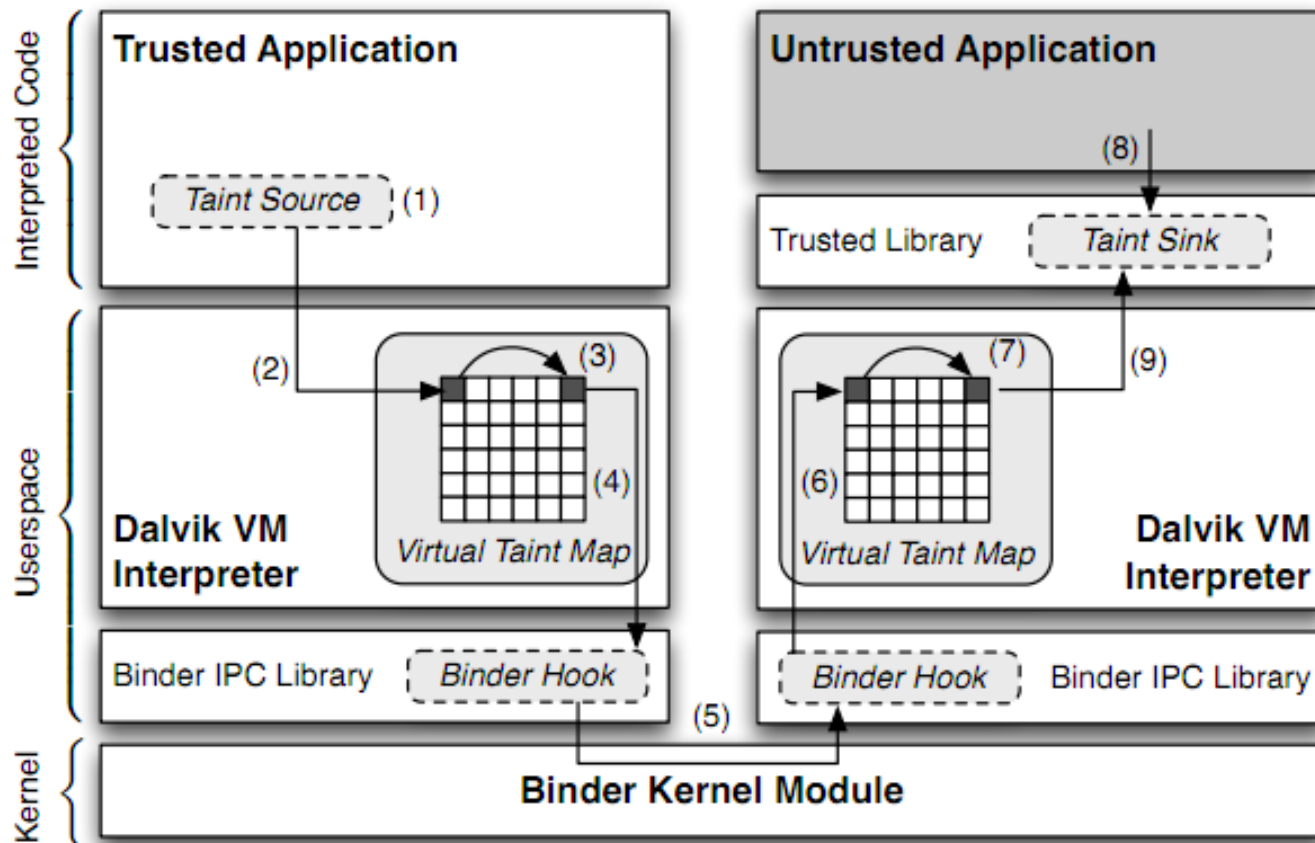 Interpreted Code
Trusted Application
Taint Source
(1)
Untrusted Application
(8)
Trusted Library
Taint Sink
Userspace
(2)
(3)
(4)
Virtual Taint Map
Dalvik VM
Interpreter
(7)
(9)
(6)
Virtual Taint Map
Dalvik VM
Interpreter
Binder IPC Library
Binder Hook
(5)
Binder Hook
Binder IPC Library
Kernel
Binder Kernel Module